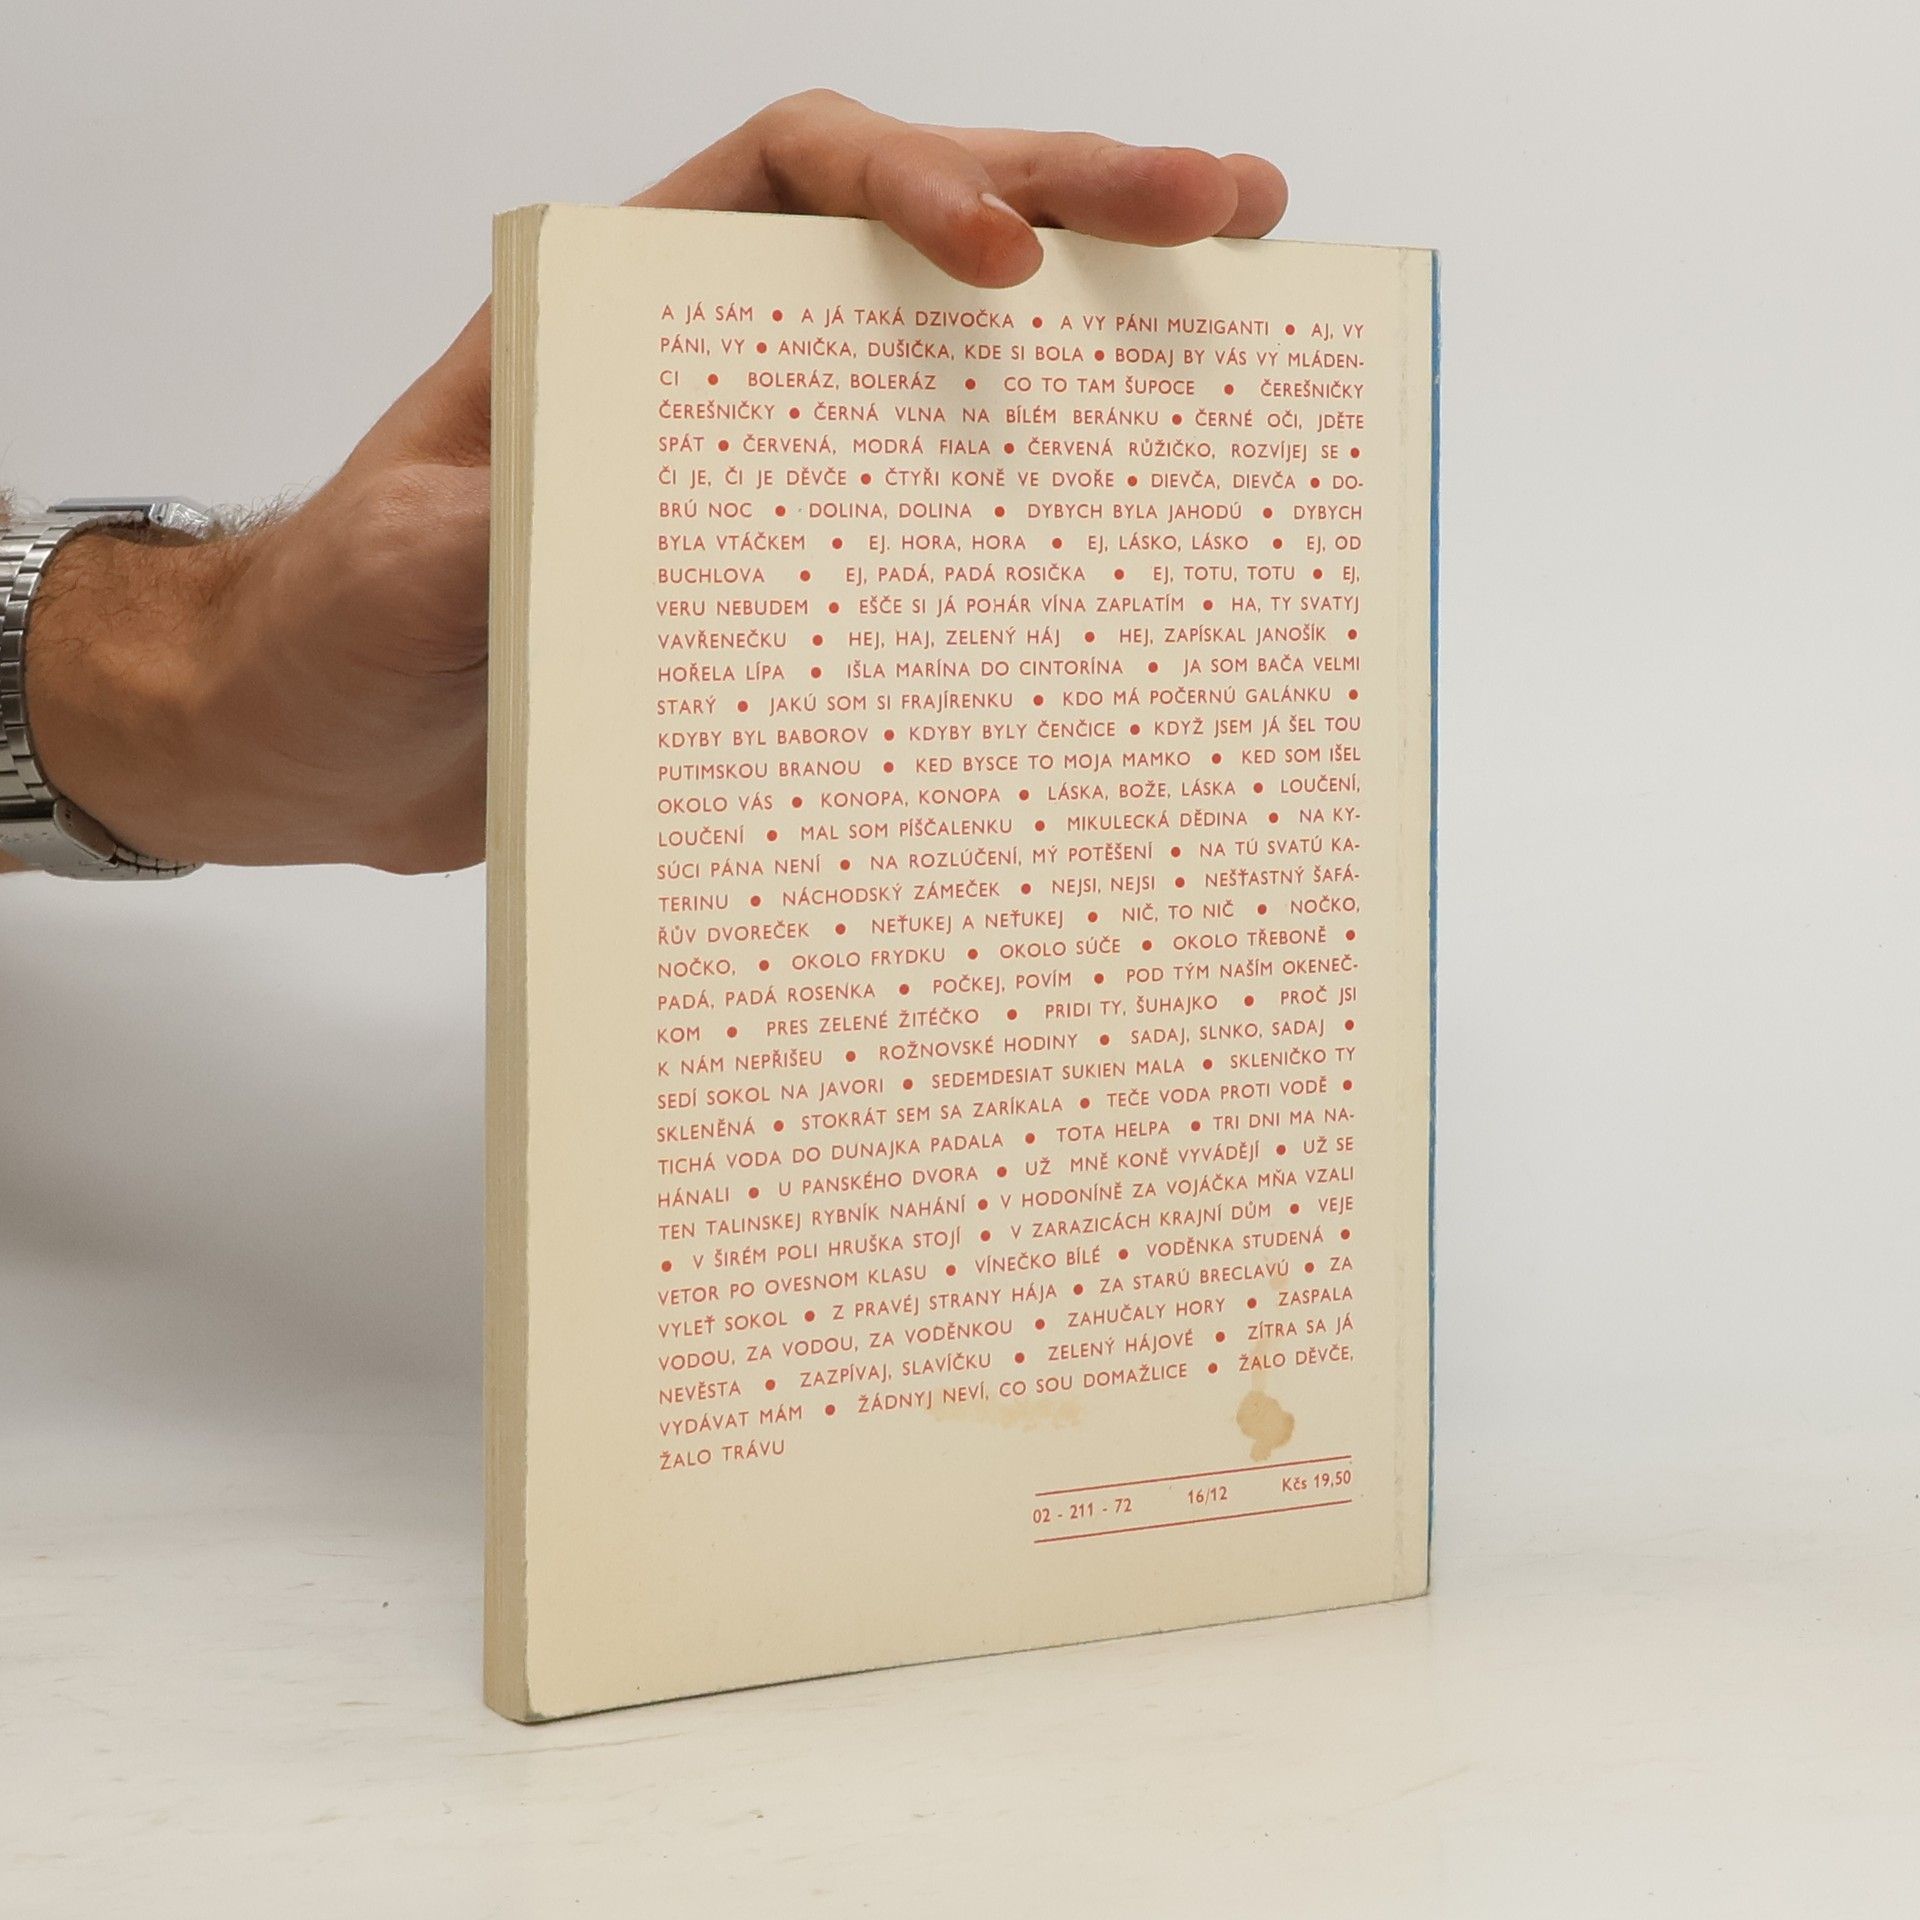 A JÁ SÁM ● A JÁ TAKÁ DZIVOČKA ● A VY PÁNI MUZIGANTI ● AJ, VY
PÁNI, VY ● ANIČKA, DUŠIČKA, KDE SI BOLA ● BODAJ BY VÁS VY MLÁDEN-
CI ● BOLERÁZ, BOLERÁZ ● CO TO TAM ŠUPOCE ● ČEREŠNIČKY
ČEREŠNIČKY ● ČERNÁ VLNA NA BÍLÉM BERÁNKU ● ČERNÉ OČI, JDĚTE
SPÁT ● ČERVENÁ, MODRÁ FIALA ● ČERVENÁ RŮŽIČKO, ROZVÍJEJ SE ●
ČI JE, ČI JE DĚVČE ● ČTYŘI KONĚ VE DVOŘE ● DIEVČA, DIEVČA ● DO-
BRÚ NOC ● DOLINA, DOLINA ● DYBYCH BYLA JAHODÚ ● DYBYCH
BYLA VTÁČKEM ● EJ. HORA, HORA ● EJ, LÁSKO, LÁSKO ● EJ, OD
BUCHLOVA ● EJ, PADÁ, PADÁ ROSIČKA ● EJ, TOTU, TOTU ● EJ,
VERU NEBUDEM ● EŠČE SI JÁ POHÁR VÍNA ZAPLATÍM ● HA, TY SVATYJ
VAVŘENEČKU ● HEJ, HAJ, ZELENÝ HÁJ ● HEJ, ZAPÍSKAL JANOŠÍK ●
HOŘELA LÍPA ● IŠLA MARÍNA DO CINTORÍNA ● JA SOM BAČA VELMI
STARÝ ● JAKÚ SOM SI FRAJÍRENKU ● KDO MÁ POČERNÚ GALÁNKU ●
KDYBY BYL BABOROV ● KDYBY BYLY ČENČICE ● KDYŽ JSEM JÁ ŠEL TOU
PUTIMSKOU BRANOU ● KED BYSCE TO MOJA MAMKO ● KED SOM IŠEL
OKOLO VÁS ● KONOPA, KONOPA ● LÁSKA, BOŽE, LÁSKA ● LOUČENÍ,
LOUČENÍ ● MAL SOM PÍŠČALENKU ● MIKULECKÁ DĚDINA ● NA KY-
SÚCI PÁNA NENÍ ● NA ROZLÚČENÍ, MÝ POTĚŠENÍ ● NA TÚ SVATÚ KA-
TERINU ● NÁCHODSKÝ ZÁMEČEK ● NEJSI, NEJSI ● NEŠŤASTNÝ ŠAFÁ-
ŘŮV DVOREČEK ● NEŤUKEJ A NEŤUKEJ ● NIČ, TO NIČ ● NOČKO,
NOČKO, ● OKOLO FRYDKU ● OKOLO SÚČE ● OKOLO TŘEBONĚ ●
PADÁ, PADÁ ROSENKA ● POČKEJ, POVÍM ● POD TÝM NAŠÍM OKENEČ-
KOM ● PRES ZELENÉ ŽITÉČKO ● PRIDI TY, ŠUHAJKO ● PROČ JSI
K NÁM NEPŘIŠEU ● ROŽNOVSKÉ HODINY ● SADAJ, SLNKO, SADAJ ●
SEDÍ SOKOL NA JAVORI ● SEDEMDESIAT SUKIEN MALA ● SKLENIČKO TY
SKLENĚNÁ ● STOKRÁT SEM SA ZARÍKALA ● TEČE VODA PROTI VODĚ ●
TICHÁ VODA DO DUNAJKA PADALA ● TOTA HELPA ● TRI DNI MA NA-
HÁNALI ● U PANSKÉHO DVORA ● UŽ MNĚ KONĚ VYVÁDĚJÍ ● UŽ SE
TEN TALINSKEJ RYBNÍK NAHÁNÍ ● V HODONÍNĚ ZA VOJÁČKA MŇA VZALI
● V ŠIRÉM POLI HRUŠKA STOJÍ ● V ZARAZICÁCH KRAJNÍ DŮM ● VEJE
VETOR PO OVESNOM KLASU ● VÍNEČKO BÍLÉ ● VODĚNKA STUDENÁ ●
VYLEŤ SOKOL ● Z PRAVÉJ STRANY HÁJA ● ZA STARÚ BRECLAVÚ ● ZA
VODOU, ZA VODOU, ZA VODĚNKOU ● ZAHUČALY HORY ● ZASPALA
NEVĚSTA ● ZAZPÍVAJ, SLAVÍČKU ● ZELENÝ HÁJOVÉ ● ZÍTRA SA JÁ
VYDÁVAT MÁM ● ŽÁDNYJ NEVÍ, CO SOU DOMAŽLICE ● ŽALO DĚVČE,
ŽALO TRÁVU
02 - 211 - 72 16/12 Kčs 19,50